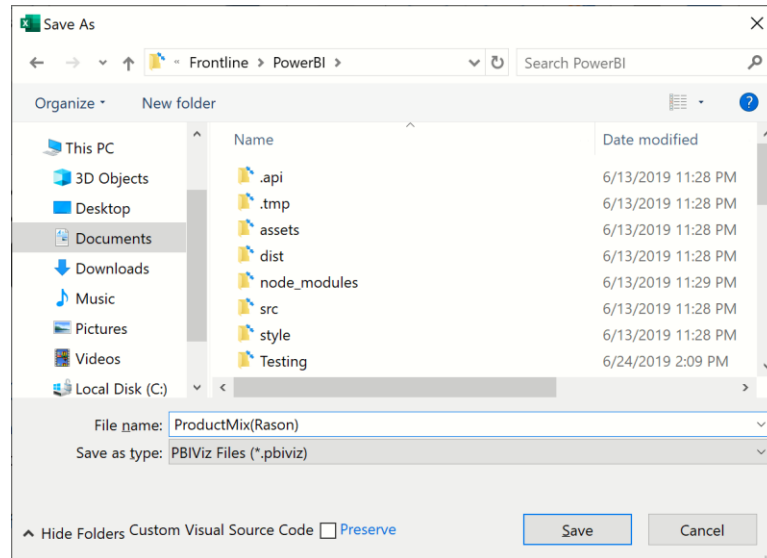 Save As
« Frontline > PowerBI >
Search PowerBI
Organize
New folder
Name
Date modified
This PC
3D Objects
Desktop
Documents
Downloads
Music
Pictures
Videos
Local Disk (C:)
.api 6/13/2019 11:28 PM
.tmp 6/13/2019 11:28 PM
assets 6/13/2019 11:28 PM
dist 6/13/2019 11:28 PM
node_modules 6/13/2019 11:29 PM
src 6/13/2019 11:28 PM
style 6/13/2019 11:28 PM
Testing 6/24/2019 2:09 PM
File name: ProductMix(Rason)
Save as type: PBIViz Files (*.pbiviz)
Hide Folders Custom Visual Source Code Preserve
Save
Cancel